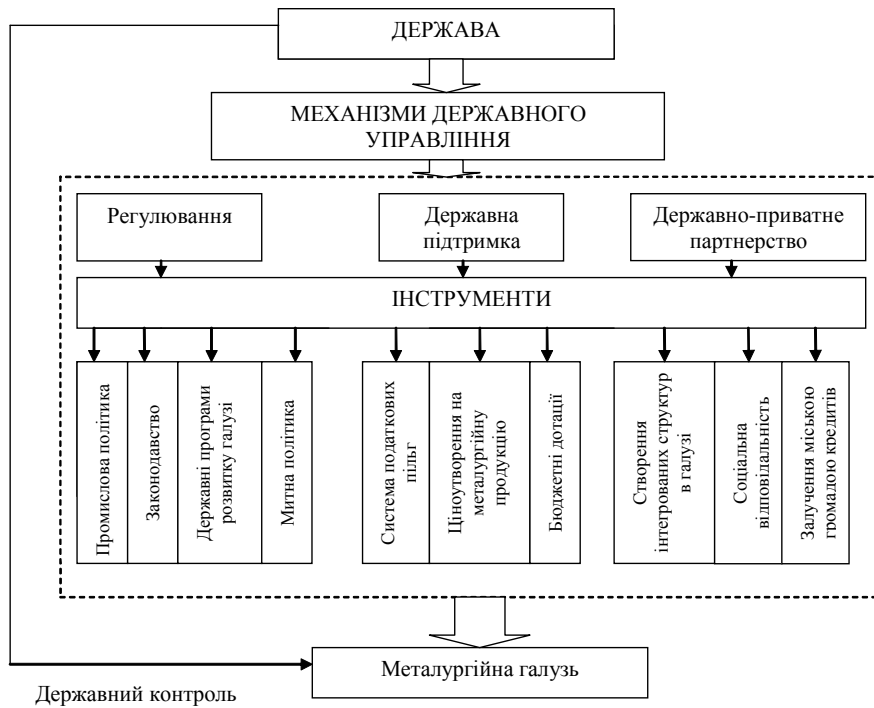 ДЕРЖАВА
МЕХАНІЗМИ ДЕРЖАВНОГО
УПРАВЛІННЯ
Регулювання
Державна
підтримка
Державно-приватне
партнерство
ІНСТРУМЕНТИ
Промислова політика
Законодавство
Державні програми
розвитку галузі
Митна політика
Система податкових
пільг
Ціноутворення на
металургійну
продукцію
Бюджетні дотації
Створення
інтегрованих структур
в галузі
Соціальна
відповідальність
Залучення міською
громадою кредитів
Металургійна галузь
Державний контроль